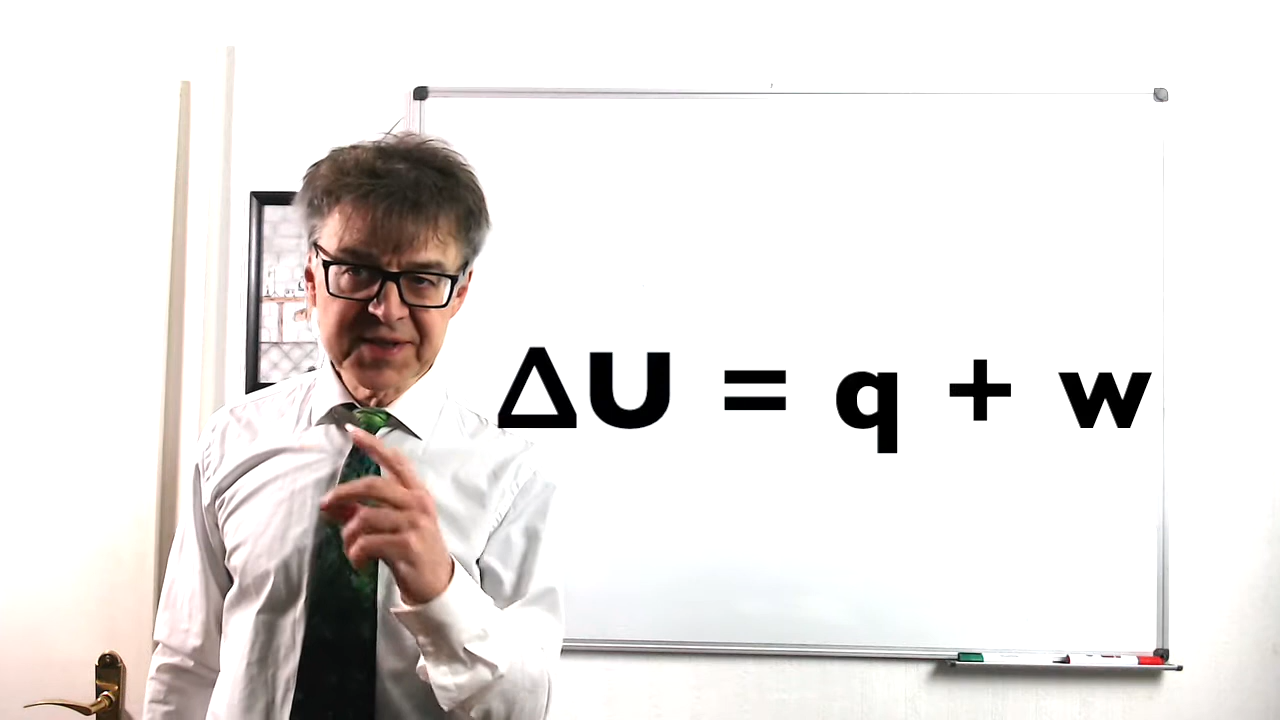 ΔU = q + w